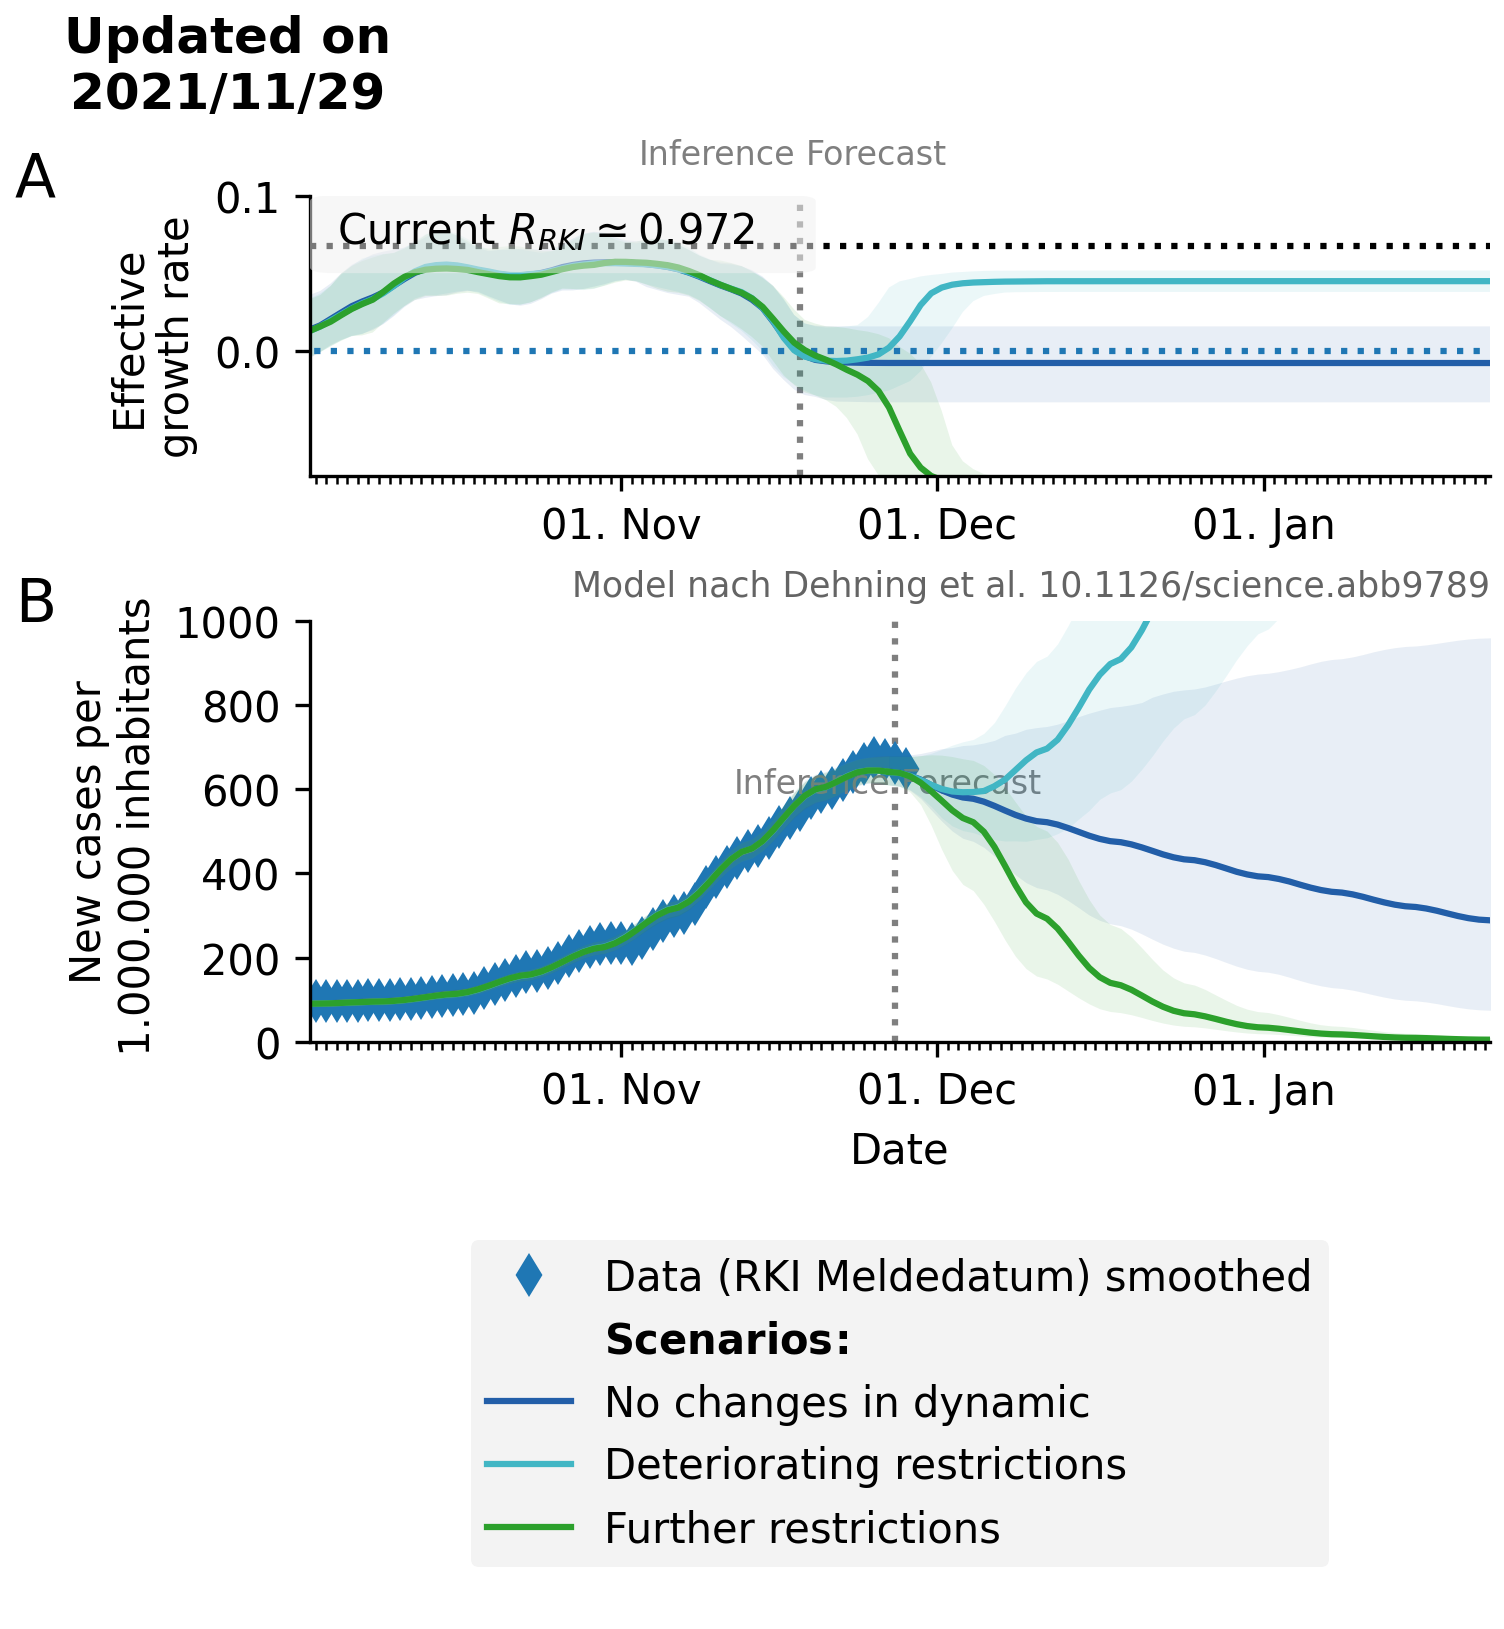 Updated on
2021/11/29
A
Inference Forecast
Effective
growth rate
0.1
0.0
Current R_RKI ≃ 0.972
01. Nov
01. Dec
01. Jan
B
Model nach Dehning et al. 10.1126/science.abb9789
New cases per
1.000.000 inhabitants
1000
800
600
400
200
0
Inference Forecast
01. Nov
01. Dec
01. Jan
Date
Data (RKI Meldedatum) smoothed
Scenarios:
No changes in dynamic
Deteriorating restrictions
Further restrictions